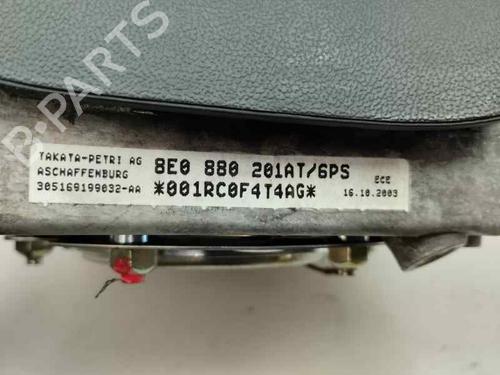 B-PARTS
TAKATA-PETRI AG
ASCHAFFENBURG
305169199032-AA
8E0 880 201AT/6PS
*001RC0F4T4AG*
ECE
16.10.2003